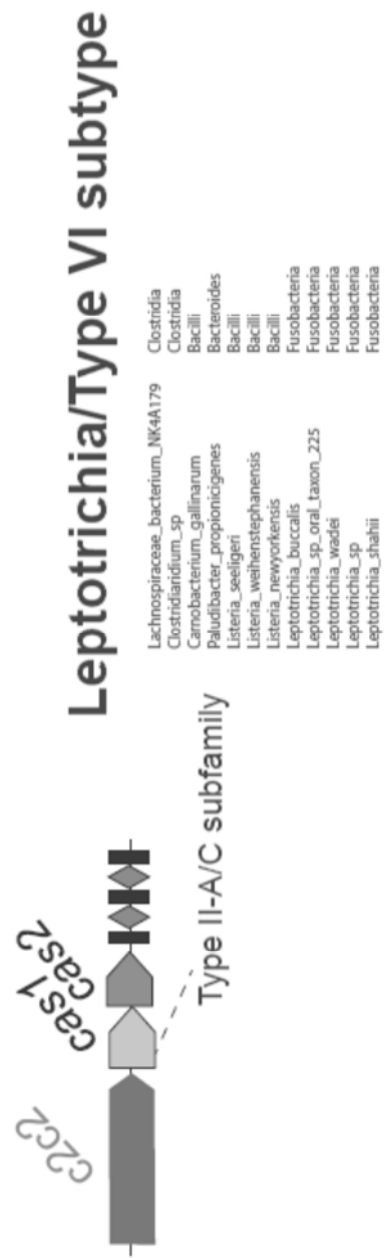 Leptotrichia/Type VI subtype
c2c2
cas1
cas2
Type II-A/C subfamily
Lachnospiraceae_bacterium_NK4A179 Clostridia
Clostridiaridium_sp Clostridia
Carnobacterium_gallinarum Bacilli
Paludibacter_propionicigenes Bacteroides
Listeria_seeligeri Bacilli
Listeria_weihenstephanensis Bacilli
Listeria_newyorkensis Bacilli
Leptotrichia_buccalis Fusobacteria
Leptotrichia_sp_oral_taxon_225 Fusobacteria
Leptotrichia_wadei Fusobacteria
Leptotrichia_sp Fusobacteria
Leptotrichia_shahii Fusobacteria